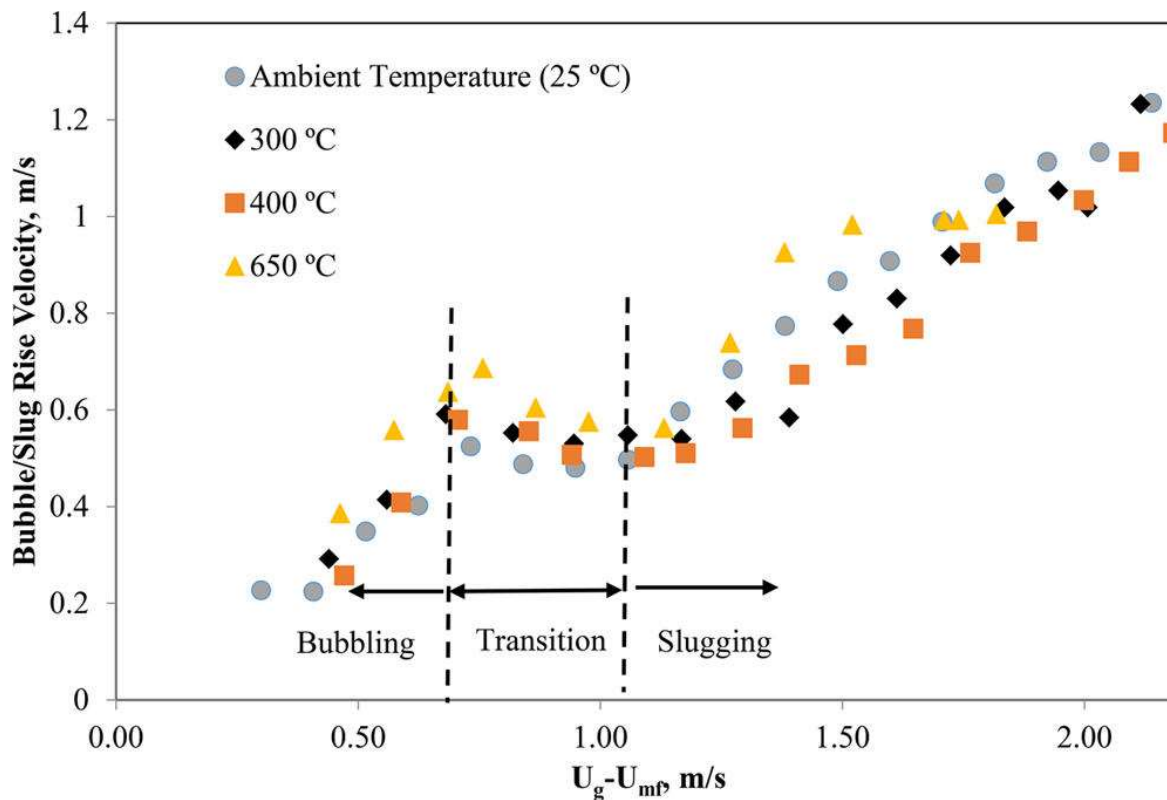 1.4
1.2
1
0.8
0.6
0.4
0.2
0
Bubble/Slug Rise Velocity, m/s
Ambient Temperature (25 ºC)
300 ºC
400 ºC
650 ºC
Bubbling
Transition
Slugging
0.00
0.50
1.00
1.50
2.00
Ug-Umf, m/s